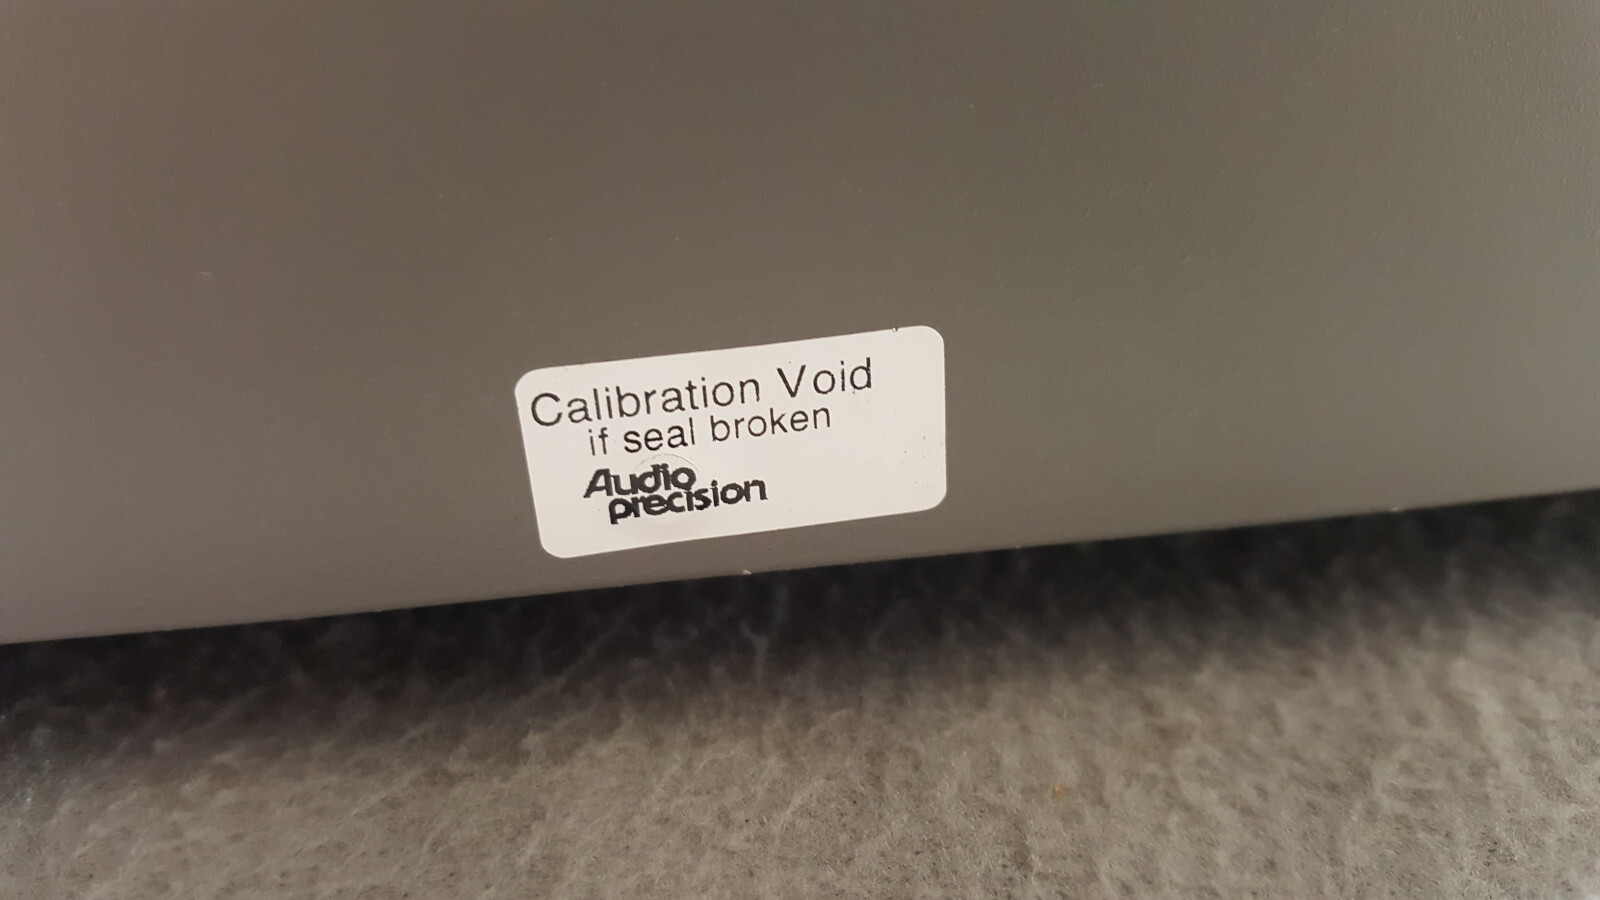 Calibration Void
if seal broken
Audio
precision